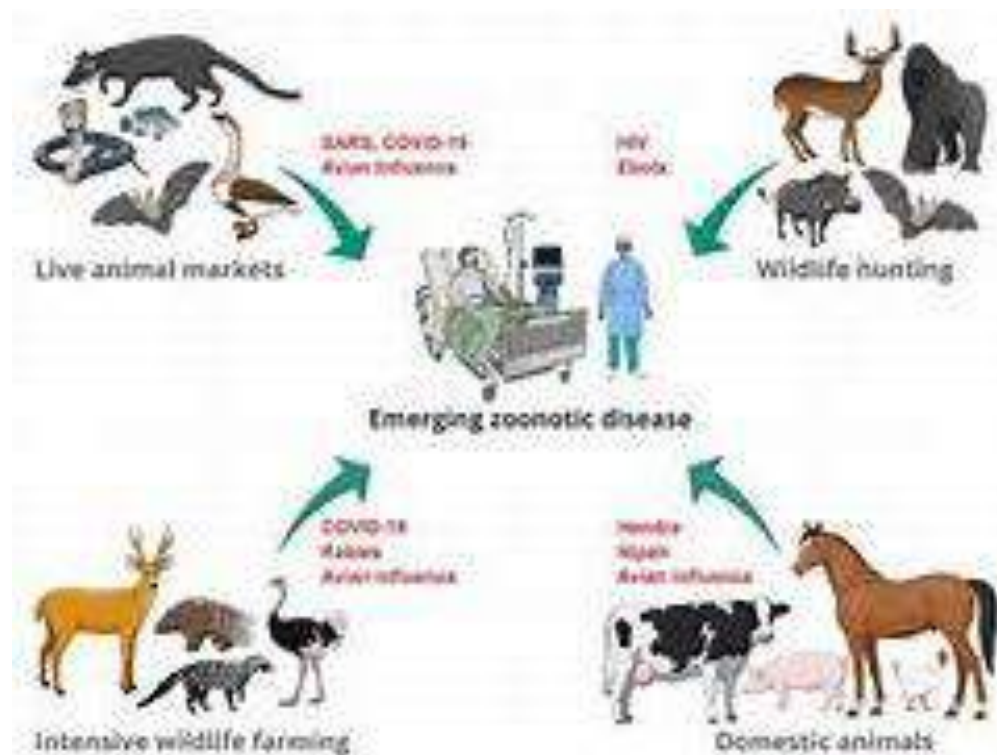 SARS, COVID-19
Avian Influenza
HIV
Ebola
Live animal markets
Wildlife hunting
Emerging zoonotic disease
COVID-19
Rabies
Avian influenza
Hendra
Nipah
Avian influenza
Intensive wildlife farming
Domestic animals